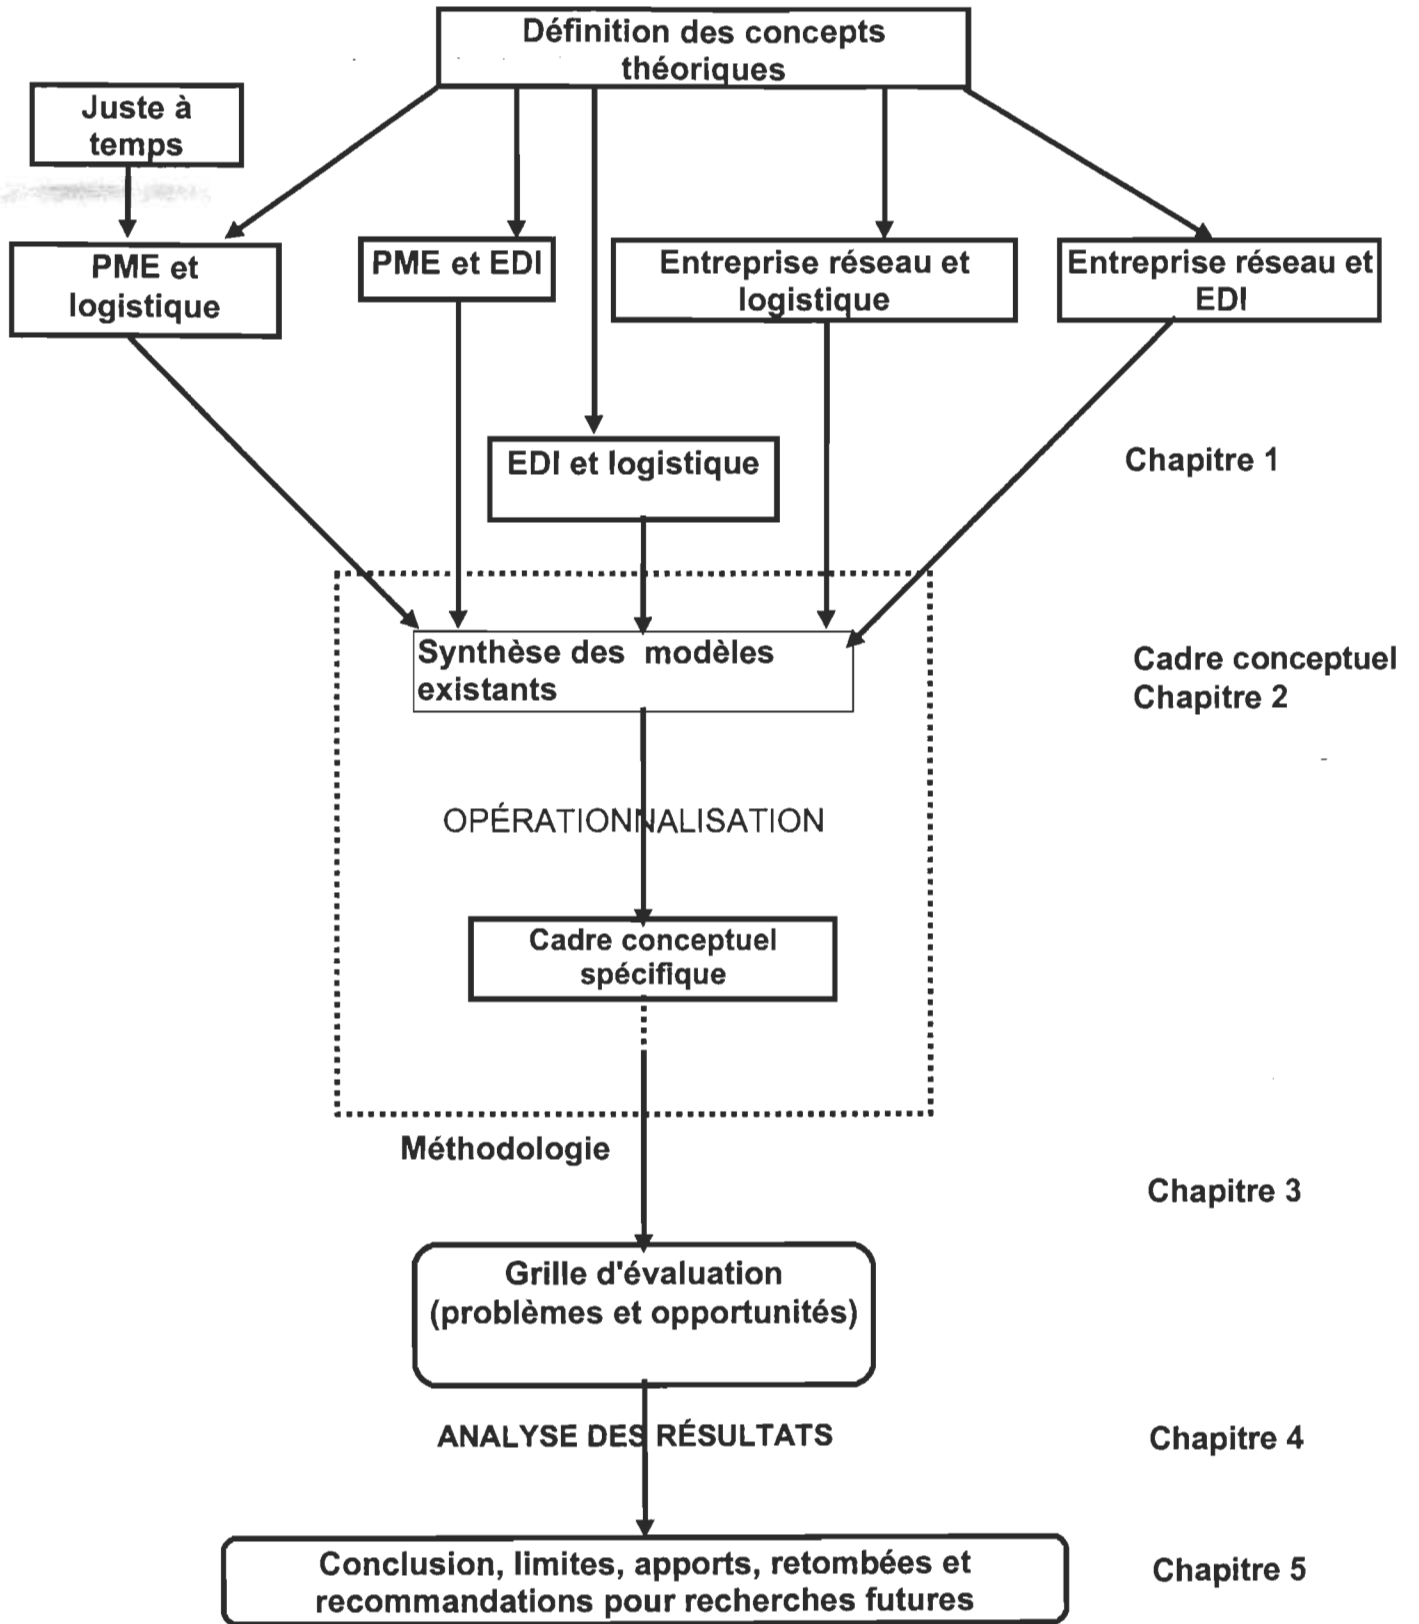 Définition des concepts
théoriques
Juste à
temps
PME et
logistique
PME et EDI
Entreprise réseau et
logistique
Entreprise réseau et
EDI
EDI et logistique
Chapitre 1
Synthèse des modèles
existants
Cadre conceptuel
Chapitre 2
OPÉRATIONNALISATION
Cadre conceptuel
spécifique
Méthodologie
Chapitre 3
Grille d'évaluation
(problèmes et opportunités)
ANALYSE DES RÉSULTATS
Chapitre 4
Conclusion, limites, apports, retombées et
recommandations pour recherches futures
Chapitre 5